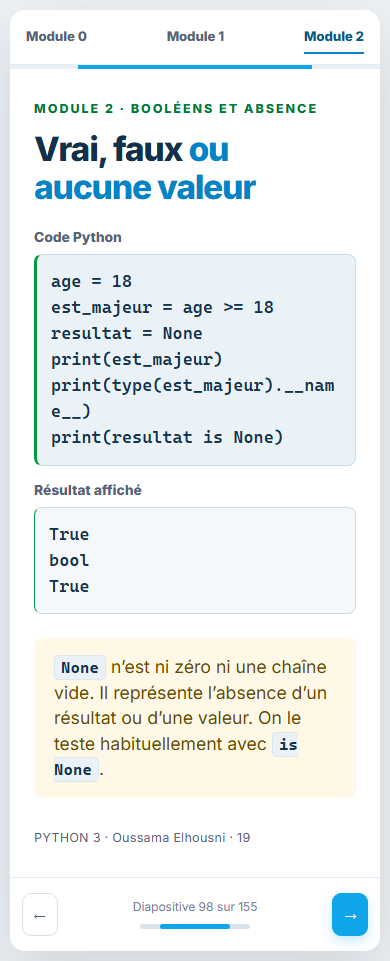 Module 0 Module 1 Module 2
MODULE 2 · BOOLÉENS ET ABSENCE
Vrai, faux ou
aucune valeur
Code Python
age = 18
est_majeur = age >= 18
resultat = None
print(est_majeur)
print(type(est_majeur).__nam
e__)
print(resultat is None)
Résultat affiché
True
bool
True
None n’est ni zéro ni une chaîne
vide. Il représente l’absence d’un
résultat ou d’une valeur. On le
teste habituellement avec is
None.
PYTHON 3 · Oussama Elhousni · 19
← Diapositive 98 sur 155 →